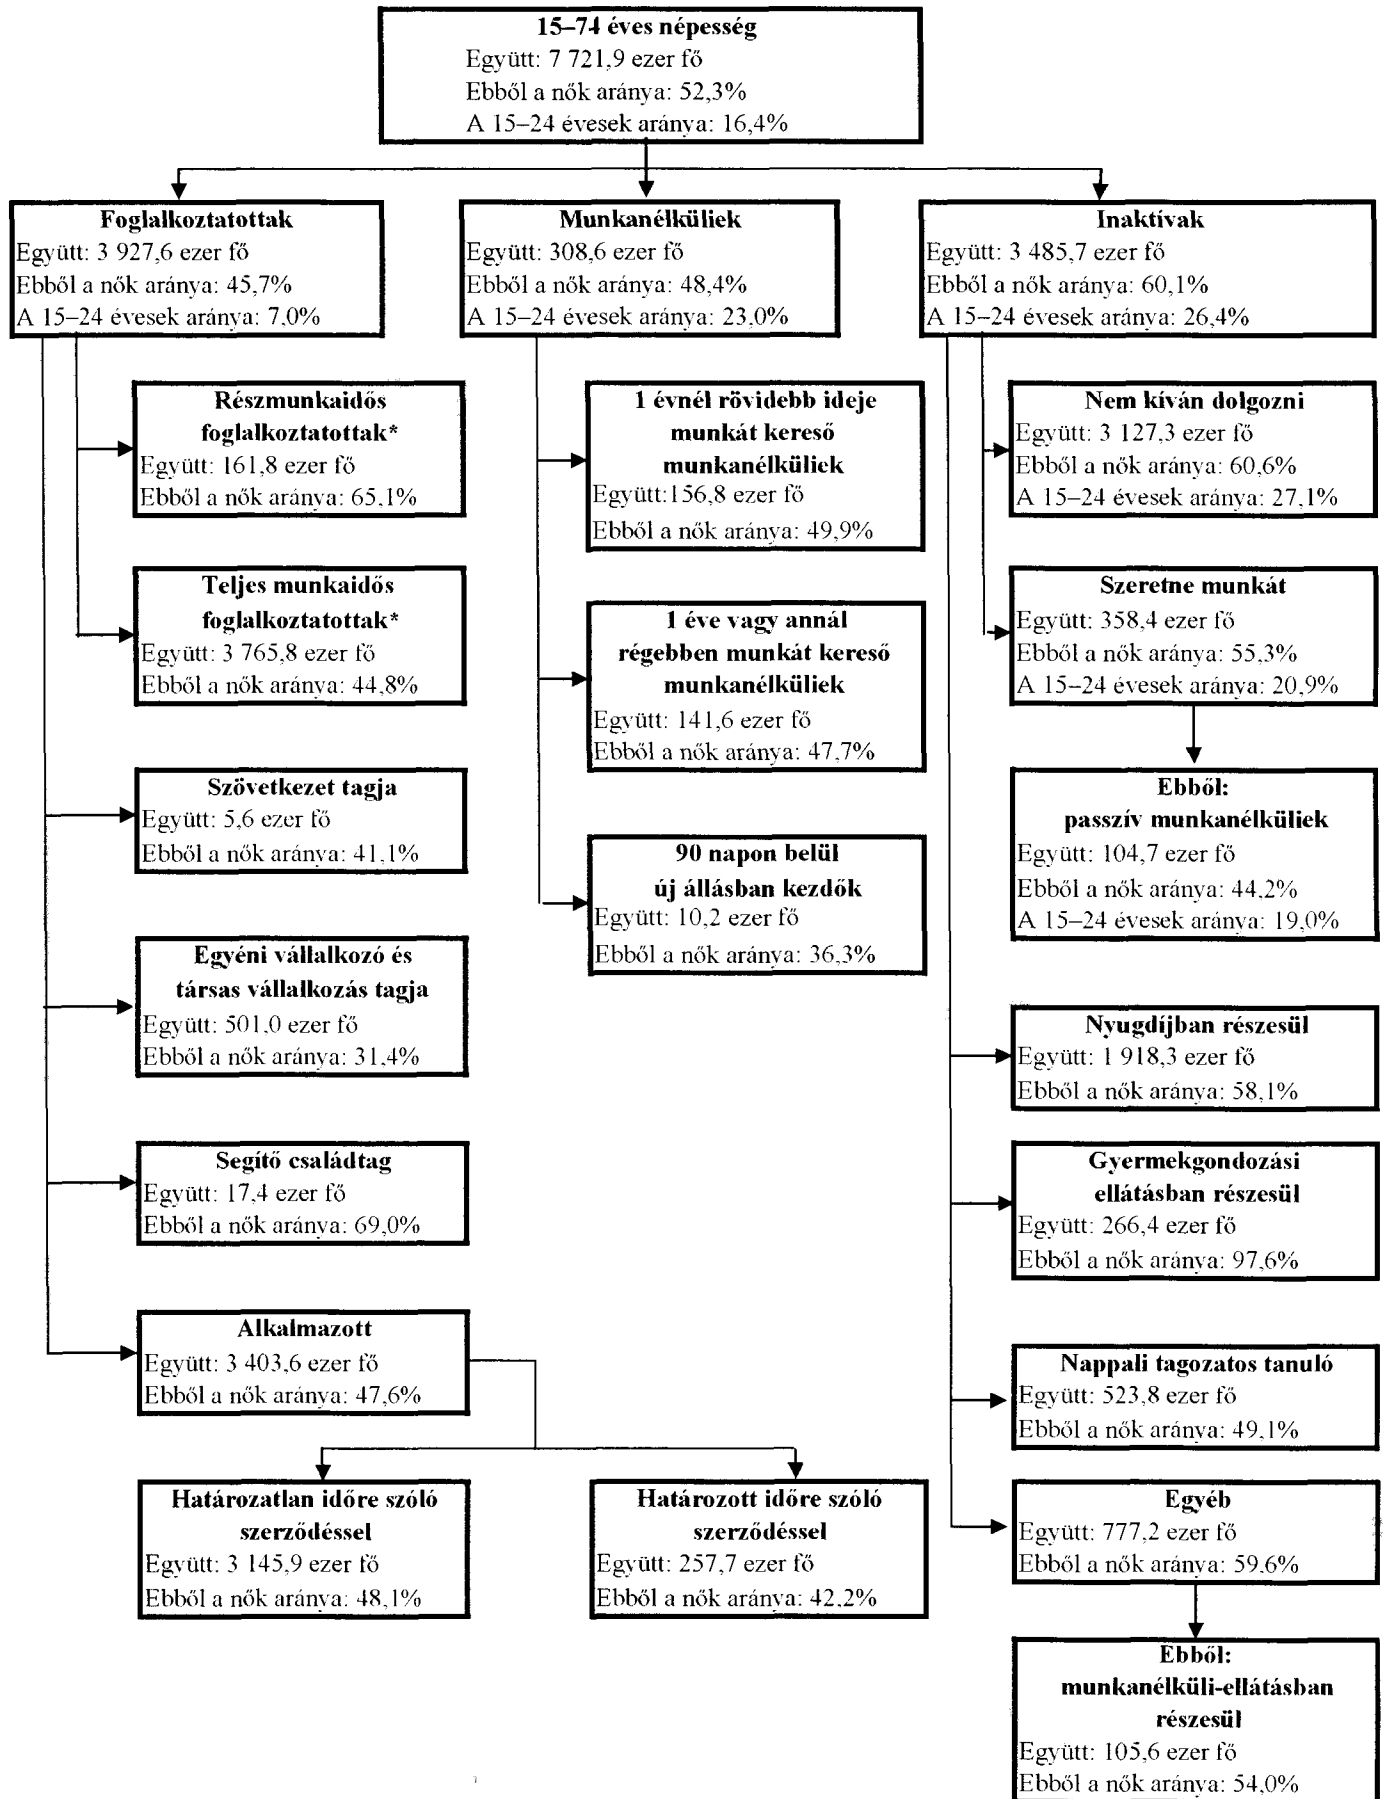 15–74 éves népesség
Együtt: 7 721,9 ezer fő
Ebből a nők aránya: 52,3%
A 15–24 évesek aránya: 16,4%
Foglalkoztatottak
Együtt: 3 927,6 ezer fő
Ebből a nők aránya: 45,7%
A 15–24 évesek aránya: 7,0%
Munkanélküliek
Együtt: 308,6 ezer fő
Ebből a nők aránya: 48,4%
A 15–24 évesek aránya: 23,0%
Inaktívak
Együtt: 3 485,7 ezer fő
Ebből a nők aránya: 60,1%
A 15–24 évesek aránya: 26,4%
Részmunkaidős
foglalkoztatottak*
Együtt: 161,8 ezer fő
Ebből a nők aránya: 65,1%
Teljes munkaidős
foglalkoztatottak*
Együtt: 3 765,8 ezer fő
Ebből a nők aránya: 44,8%
Szövetkezet tagja
Együtt: 5,6 ezer fő
Ebből a nők aránya: 41,1%
Egyéni vállalkozó és
társas vállalkozás tagja
Együtt: 501,0 ezer fő
Ebből a nők aránya: 31,4%
Segítő családtag
Együtt: 17,4 ezer fő
Ebből a nők aránya: 69,0%
Alkalmazott
Együtt: 3 403,6 ezer fő
Ebből a nők aránya: 47,6%
Határozatlan időre szóló
szerződéssel
Együtt: 3 145,9 ezer fő
Ebből a nők aránya: 48,1%
Határozott időre szóló
szerződéssel
Együtt: 257,7 ezer fő
Ebből a nők aránya: 42,2%
1 évnél rövidebb ideje
munkát kereső
munkanélküliek
Együtt:156,8 ezer fő
Ebből a nők aránya: 49,9%
1 éve vagy annál
régebben munkát kereső
munkanélküliek
Együtt: 141,6 ezer fő
Ebből a nők aránya: 47,7%
90 napon belül
új állásban kezdők
Együtt: 10,2 ezer fő
Ebből a nők aránya: 36,3%
Nem kíván dolgozni
Együtt: 3 127,3 ezer fő
Ebből a nők aránya: 60,6%
A 15–24 évesek aránya: 27,1%
Szeretne munkát
Együtt: 358,4 ezer fő
Ebből a nők aránya: 55,3%
A 15–24 évesek aránya: 20,9%
Ebből:
passzív munkanélküliek
Együtt: 104,7 ezer fő
Ebből a nők aránya: 44,2%
A 15–24 évesek aránya: 19,0%
Nyugdíjban részesül
Együtt: 1 918,3 ezer fő
Ebből a nők aránya: 58,1%
Gyermekgondozási
ellátásban részesül
Együtt: 266,4 ezer fő
Ebből a nők aránya: 97,6%
Nappali tagozatos tanuló
Együtt: 523,8 ezer fő
Ebből a nők aránya: 49,1%
Egyéb
Együtt: 777,2 ezer fő
Ebből a nők aránya: 59,6%
Ebből:
munkanélküli-ellátásban
részesül
Együtt: 105,6 ezer fő
Ebből a nők aránya: 54,0%